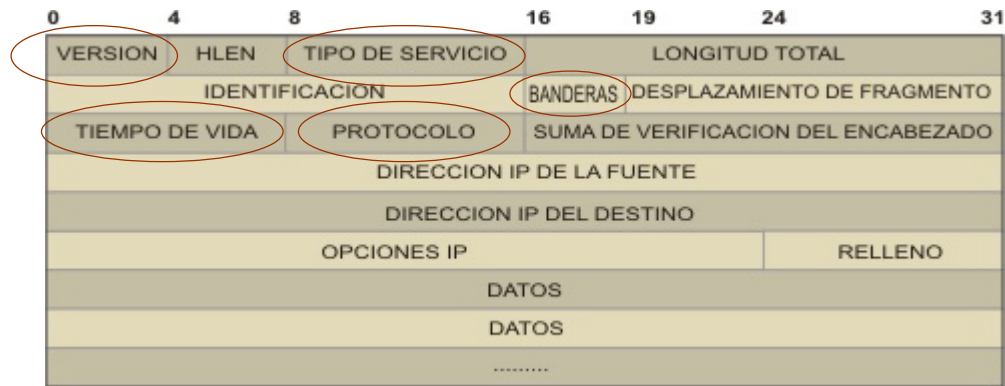 0 4 8 16 19 24 31
VERSION HLEN TIPO DE SERVICIO LONGITUD TOTAL
IDENTIFICACION BANDERAS DESPLAZAMIENTO DE FRAGMENTO
TIEMPO DE VIDA PROTOCOLO SUMA DE VERIFICACION DEL ENCABEZADO
DIRECCION IP DE LA FUENTE
DIRECCION IP DEL DESTINO
OPCIONES IP RELLENO
DATOS
DATOS
.........